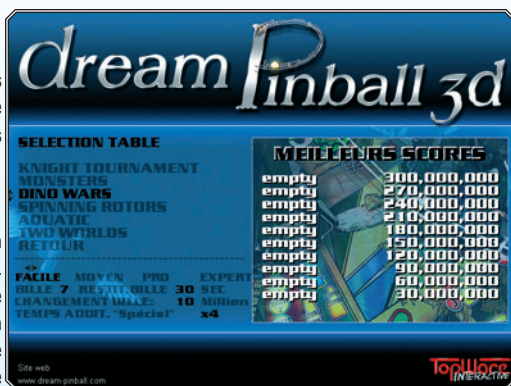 dream Pinball 3d
SELECTION TABLE
KNIGHT TOURNAMENT
MONSTERS
DINO WARS
SPINNING ROTORS
AQUATIC
TWO WORLDS
RETOUR
FACILE MOYEN PRO EXPERT
BILLE 7 RESTIT.BILLE 30 SEC
CHANGEMENT BILLE: 10 Million
TEMPS ADDIT. "Spécial" x4
MEILLEURS SCORES
empty 300,000,000
empty 270,000,000
empty 240,000,000
empty 210,000,000
empty 180,000,000
empty 150,000,000
empty 120,000,000
empty 90,000,000
empty 60,000,000
empty 30,000,000
Site web
www.dream-pinball.com
TopWare
INTERACTIVE